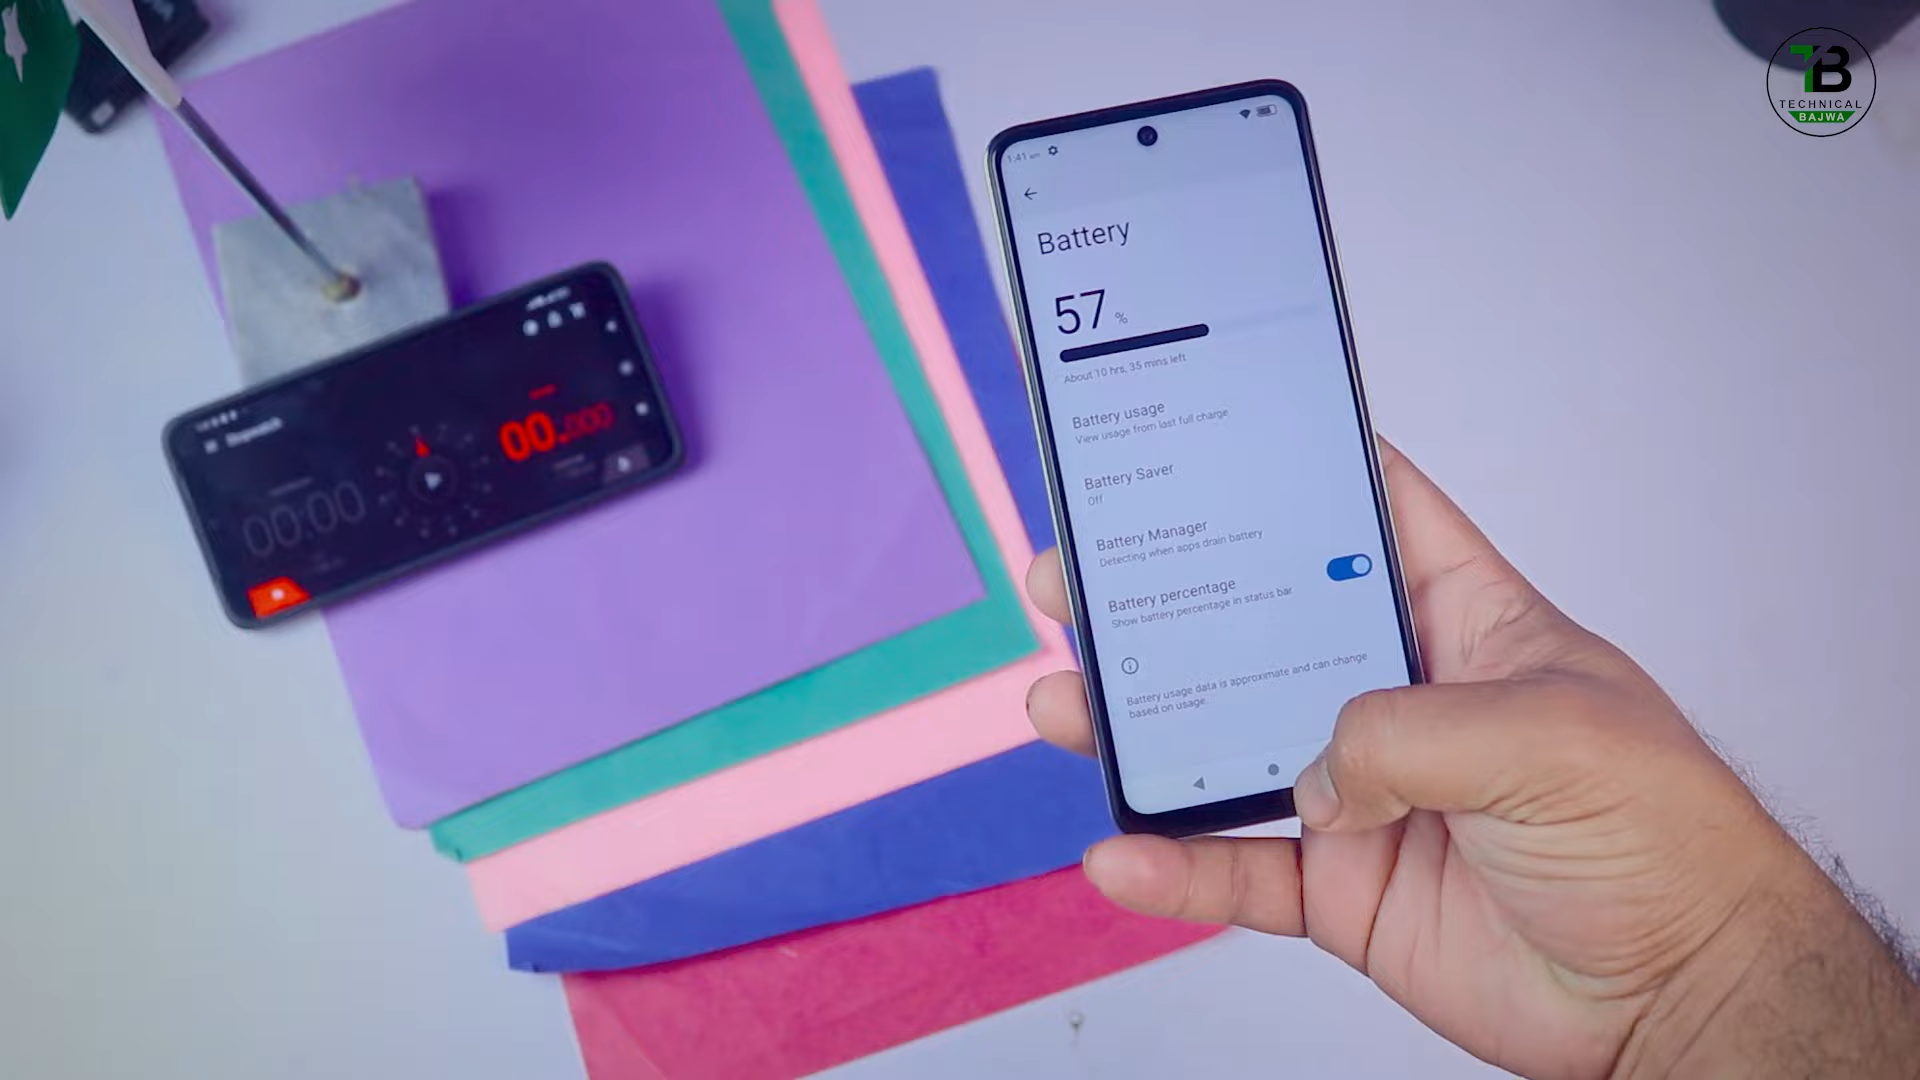 TB
TECHNICAL
BAJWA
1:41
Battery
57 %
About 10 hrs, 35 mins left
Battery usage
View usage from last full charge
Battery Saver
Off
Battery Manager
Detecting when apps drain battery
Battery percentage
Show battery percentage in status bar
Battery usage data is approximate and can change
based on usage.
Stopwatch
00:00
00.000